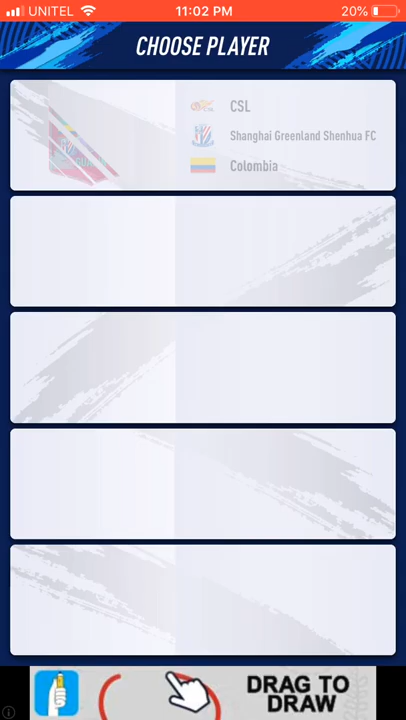 UNITEL
11:02 PM
20%
CHOOSE PLAYER
CSL
Shanghai Greenland Shenhua FC
Colombia
DRAG TO
DRAW